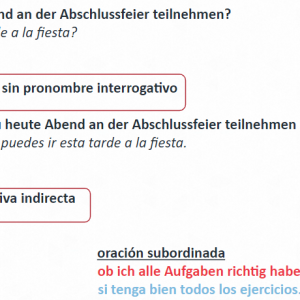 nd an der Abschlussfeier teilnehmen?
e a la fiesta?
sin pronombre interrogativo
heute Abend an der Abschlussfeier teilnehmen
puedes ir esta tarde a la fiesta.
iva indirecta
oración subordinada
ob ich alle Aufgaben richtig habe
si tenga bien todos los ejercicios.